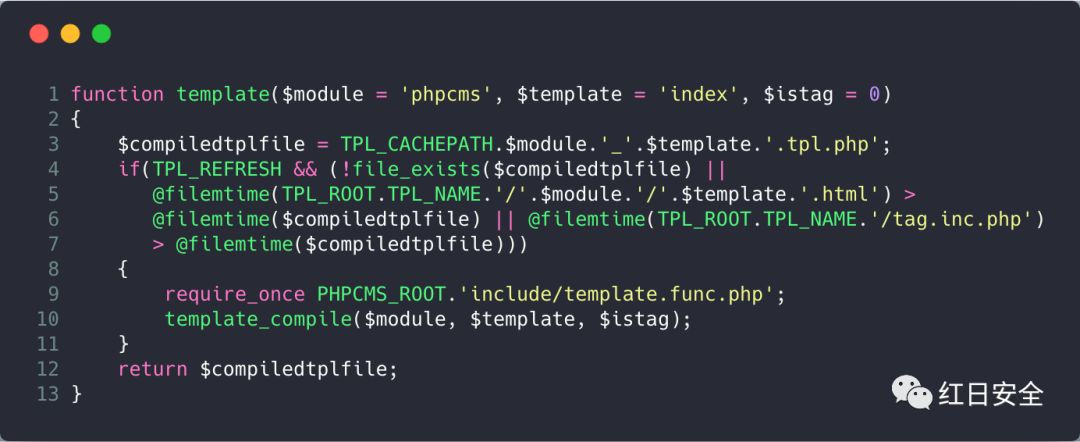 1 function template($module = 'phpcms', $template = 'index', $istag = 0)
2 {
3     $compiledtplfile = TPL_CACHEPATH.$module.'_'.$template.'.tpl.php';
4     if(TPL_REFRESH && (!file_exists($compiledtplfile) ||
5        @filemtime(TPL_ROOT.TPL_NAME.'/'.$module.'/'.$template.'.html') >
6        @filemtime($compiledtplfile) || @filemtime(TPL_ROOT.TPL_NAME.'/tag.inc.php')
7        > @filemtime($compiledtplfile)))
8     {
9         require_once PHPCMS_ROOT.'include/template.func.php';
10         template_compile($module, $template, $istag);
11     }
12     return $compiledtplfile;
13 }
红日安全